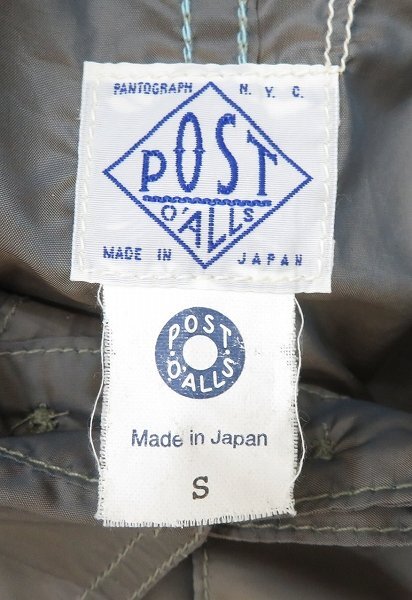 PANTOGRAPH N.Y.C.
POST
O'ALLS
MADE IN JAPAN
POST
O'ALLS
Made in Japan
S